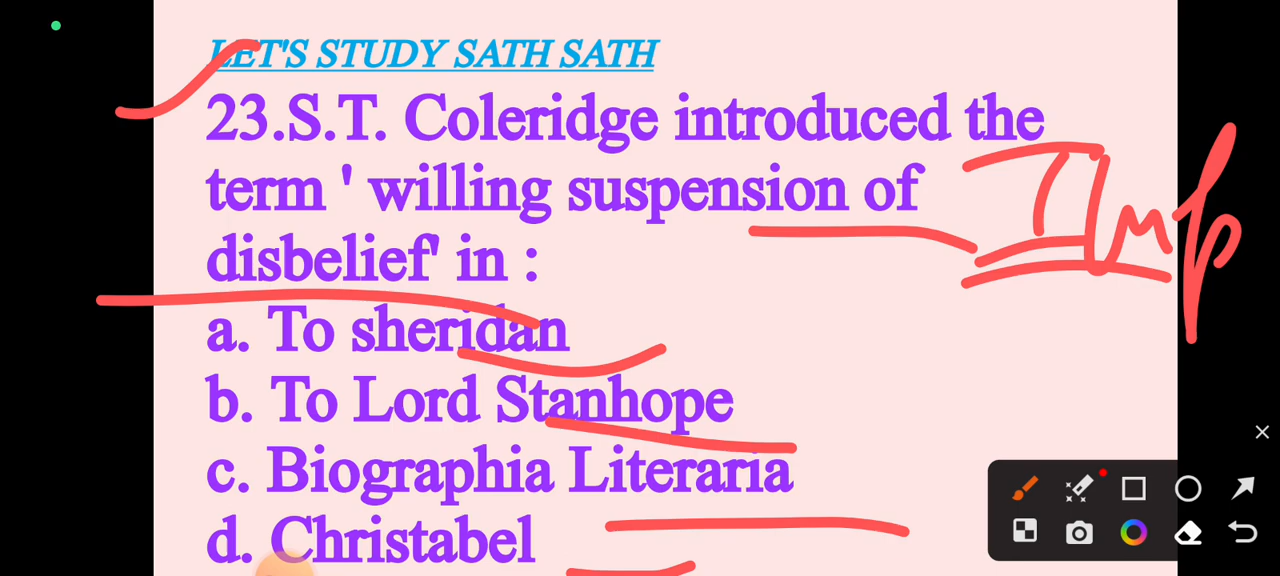 LET'S STUDY SATH SATH
23.S.T. Coleridge introduced the
term ' willing suspension of
disbelief' in :
Imp
a. To sheridan
b. To Lord Stanhope
c. Biographia Literaria
d. Christabel